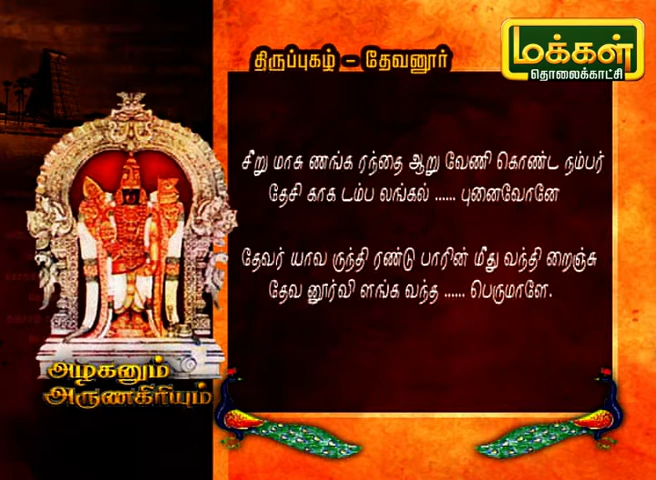 மக்கள்
தொலைக்காட்சி
திருப்புகழ் - தேவனூர்
சீறு மாசு ணங்க ரந்தை ஆறு வேணி கொண்ட நம்பர்
தேசி காக டம்ப லங்கல் ...... புனைவோனே
தேவர் யாவ ருந்தி ரண்டு பாரின் மீது வந்தி றைஞ்சு
தேவ னூர்வி ளங்க வந்த ...... பெருமாளே.
அழகனும்
அருணகிரியும்